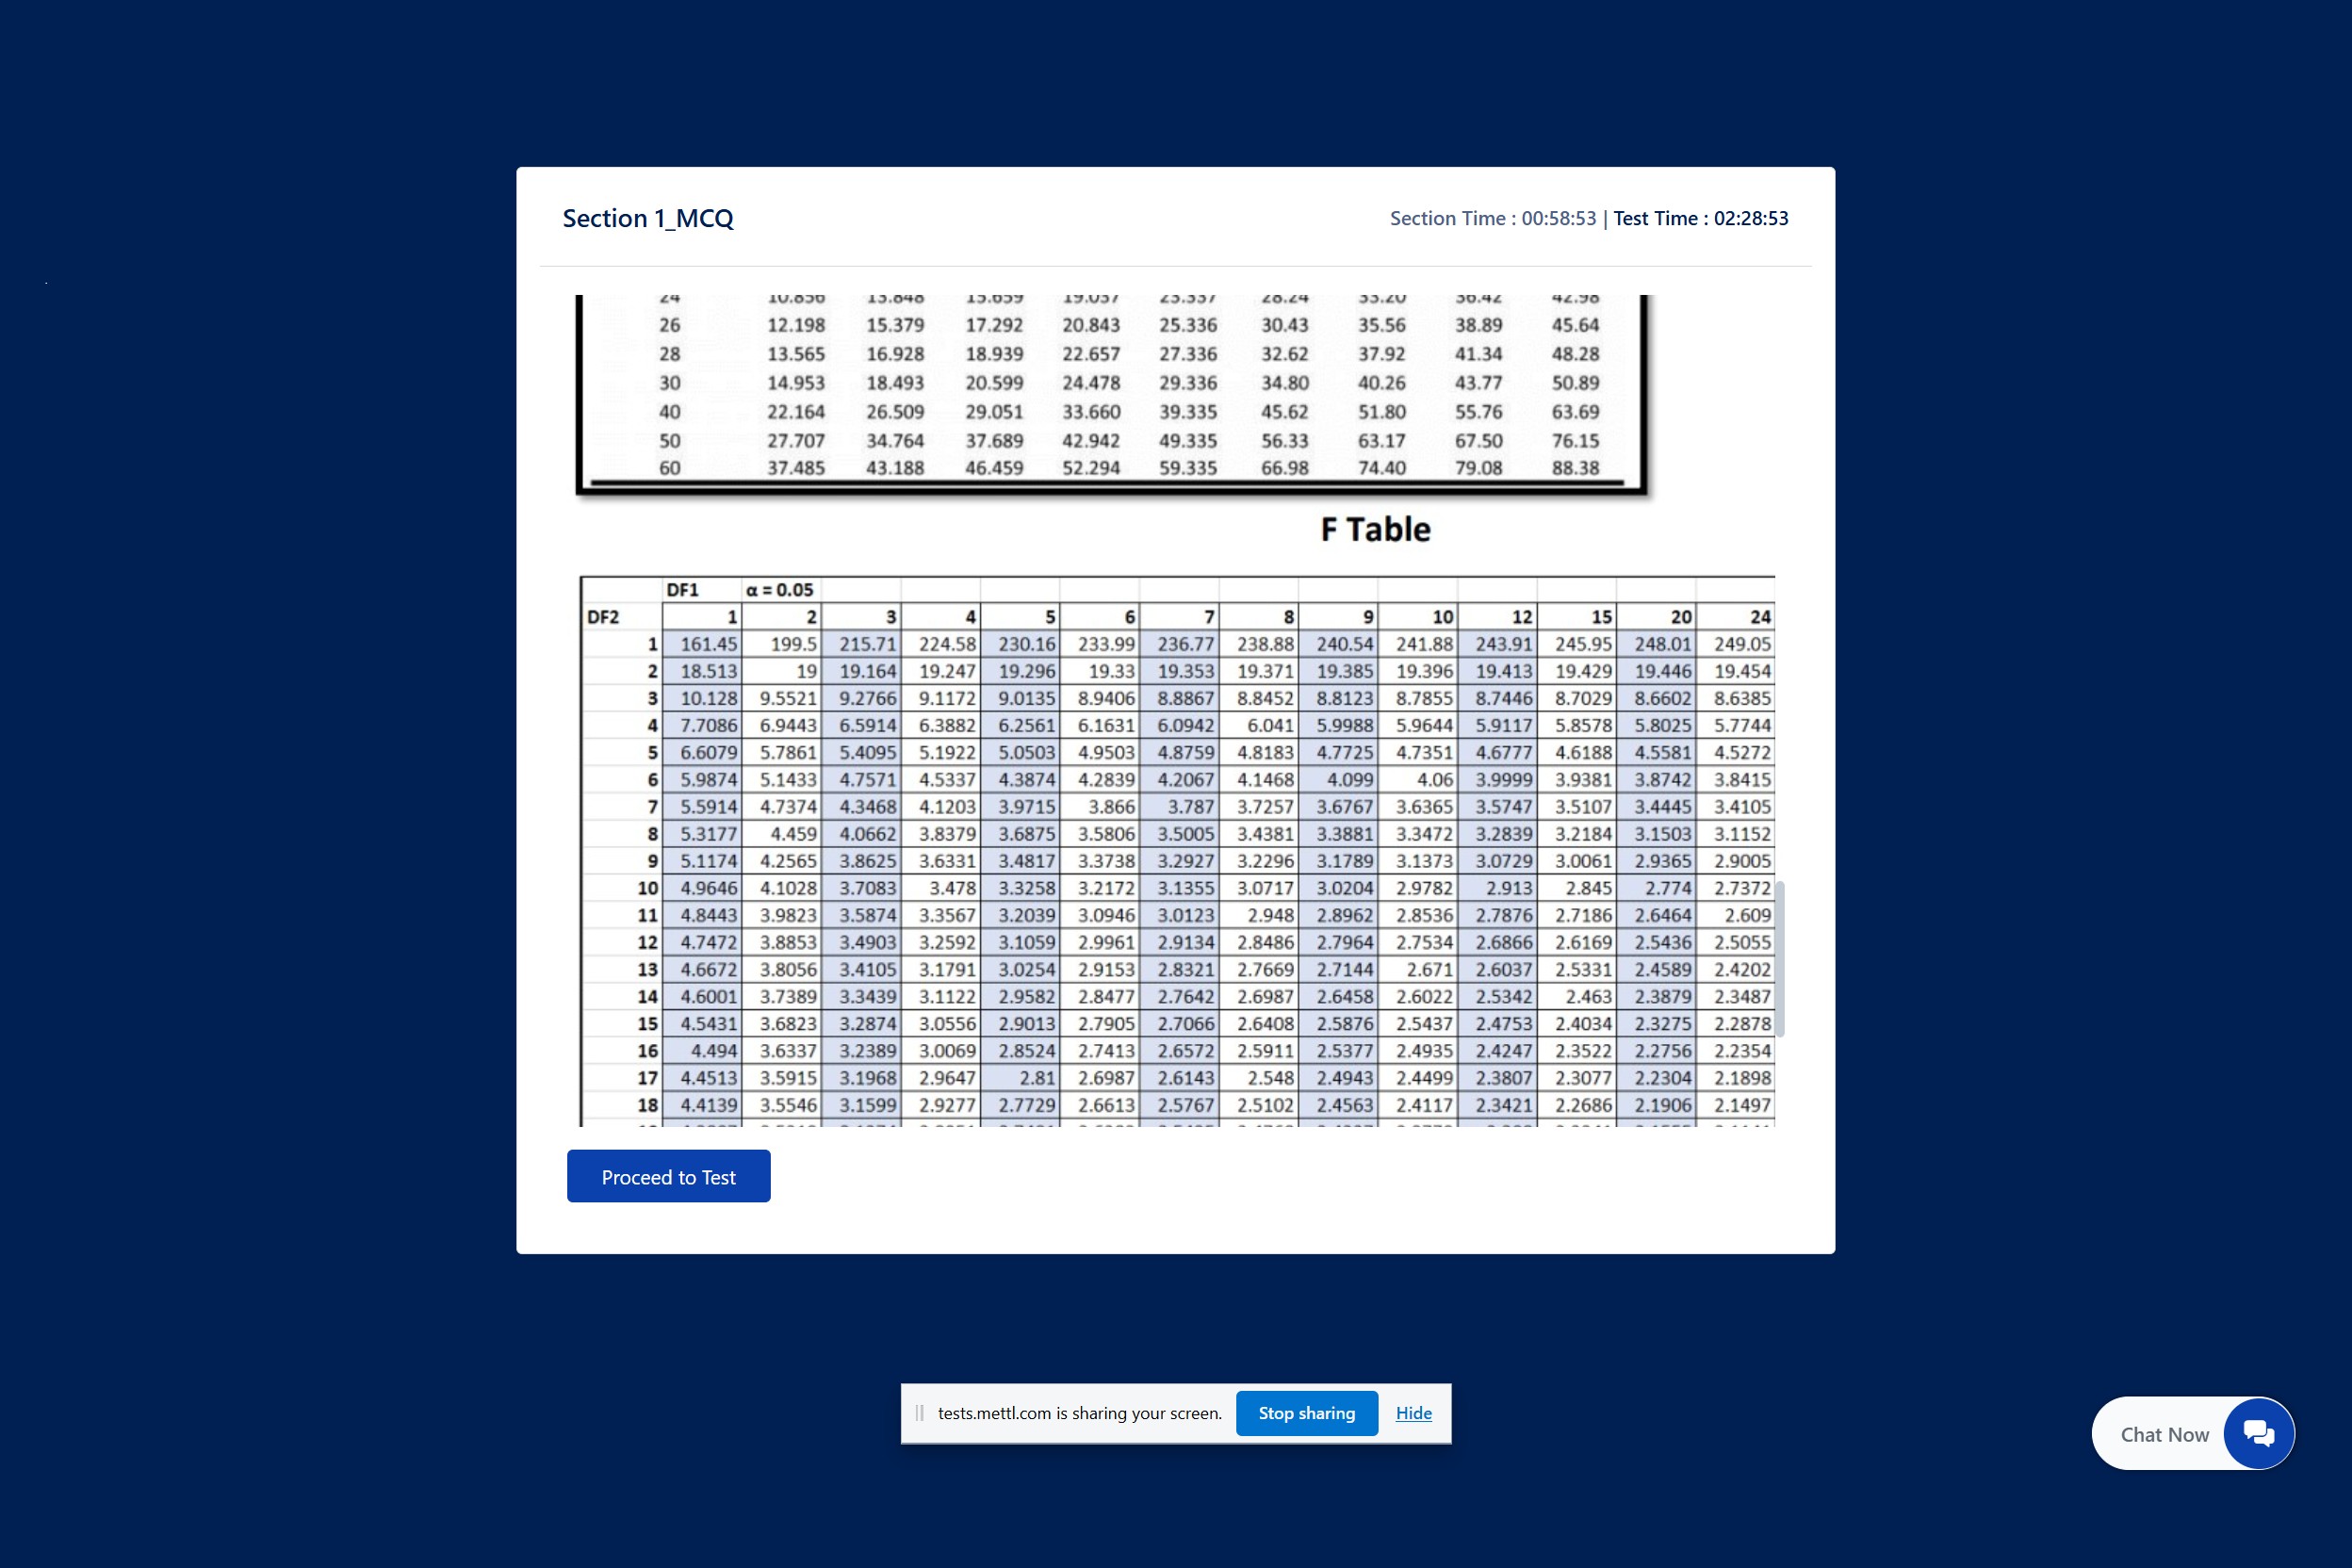 Section 1_MCQ
Section Time : 00:58:53 | Test Time : 02:28:53
24 10.856 13.848 15.659 19.037 23.337 28.24 33.20 36.42 42.98
26 12.198 15.379 17.292 20.843 25.336 30.43 35.56 38.89 45.64
28 13.565 16.928 18.939 22.657 27.336 32.62 37.92 41.34 48.28
30 14.953 18.493 20.599 24.478 29.336 34.80 40.26 43.77 50.89
40 22.164 26.509 29.051 33.660 39.335 45.62 51.80 55.76 63.69
50 27.707 34.764 37.689 42.942 49.335 56.33 63.17 67.50 76.15
60 37.485 43.188 46.459 52.294 59.335 66.98 74.40 79.08 88.38
F Table
DF1 α = 0.05
DF2 1 2 3 4 5 6 7 8 9 10 12 15 20 24
1 161.45 199.5 215.71 224.58 230.16 233.99 236.77 238.88 240.54 241.88 243.91 245.95 248.01 249.05
2 18.513 19 19.164 19.247 19.296 19.33 19.353 19.371 19.385 19.396 19.413 19.429 19.446 19.454
3 10.128 9.5521 9.2766 9.1172 9.0135 8.9406 8.8867 8.8452 8.8123 8.7855 8.7446 8.7029 8.6602 8.6385
4 7.7086 6.9443 6.5914 6.3882 6.2561 6.1631 6.0942 6.041 5.9988 5.9644 5.9117 5.8578 5.8025 5.7744
5 6.6079 5.7861 5.4095 5.1922 5.0503 4.9503 4.8759 4.8183 4.7725 4.7351 4.6777 4.6188 4.5581 4.5272
6 5.9874 5.1433 4.7571 4.5337 4.3874 4.2839 4.2067 4.1468 4.099 4.06 3.9999 3.9381 3.8742 3.8415
7 5.5914 4.7374 4.3468 4.1203 3.9715 3.866 3.787 3.7257 3.6767 3.6365 3.5747 3.5107 3.4445 3.4105
8 5.3177 4.459 4.0662 3.8379 3.6875 3.5806 3.5005 3.4381 3.3881 3.3472 3.2839 3.2184 3.1503 3.1152
9 5.1174 4.2565 3.8625 3.6331 3.4817 3.3738 3.2927 3.2296 3.1789 3.1373 3.0729 3.0061 2.9365 2.9005
10 4.9646 4.1028 3.7083 3.478 3.3258 3.2172 3.1355 3.0717 3.0204 2.9782 2.913 2.845 2.774 2.7372
11 4.8443 3.9823 3.5874 3.3567 3.2039 3.0946 3.0123 2.948 2.8962 2.8536 2.7876 2.7186 2.6464 2.609
12 4.7472 3.8853 3.4903 3.2592 3.1059 2.9961 2.9134 2.8486 2.7964 2.7534 2.6866 2.6169 2.5436 2.5055
13 4.6672 3.8056 3.4105 3.1791 3.0254 2.9153 2.8321 2.7669 2.7144 2.671 2.6037 2.5331 2.4589 2.4202
14 4.6001 3.7389 3.3439 3.1122 2.9582 2.8477 2.7642 2.6987 2.6458 2.6022 2.5342 2.463 2.3879 2.3487
15 4.5431 3.6823 3.2874 3.0556 2.9013 2.7905 2.7066 2.6408 2.5876 2.5437 2.4753 2.4034 2.3275 2.2878
16 4.494 3.6337 3.2389 3.0069 2.8524 2.7413 2.6572 2.5911 2.5377 2.4935 2.4247 2.3522 2.2756 2.2354
17 4.4513 3.5915 3.1968 2.9647 2.81 2.6987 2.6143 2.548 2.4943 2.4499 2.3807 2.3077 2.2304 2.1898
18 4.4139 3.5546 3.1599 2.9277 2.7729 2.6613 2.5767 2.5102 2.4563 2.4117 2.3421 2.2686 2.1906 2.1497
Proceed to Test
tests.mettl.com is sharing your screen. Stop sharing Hide
Chat Now